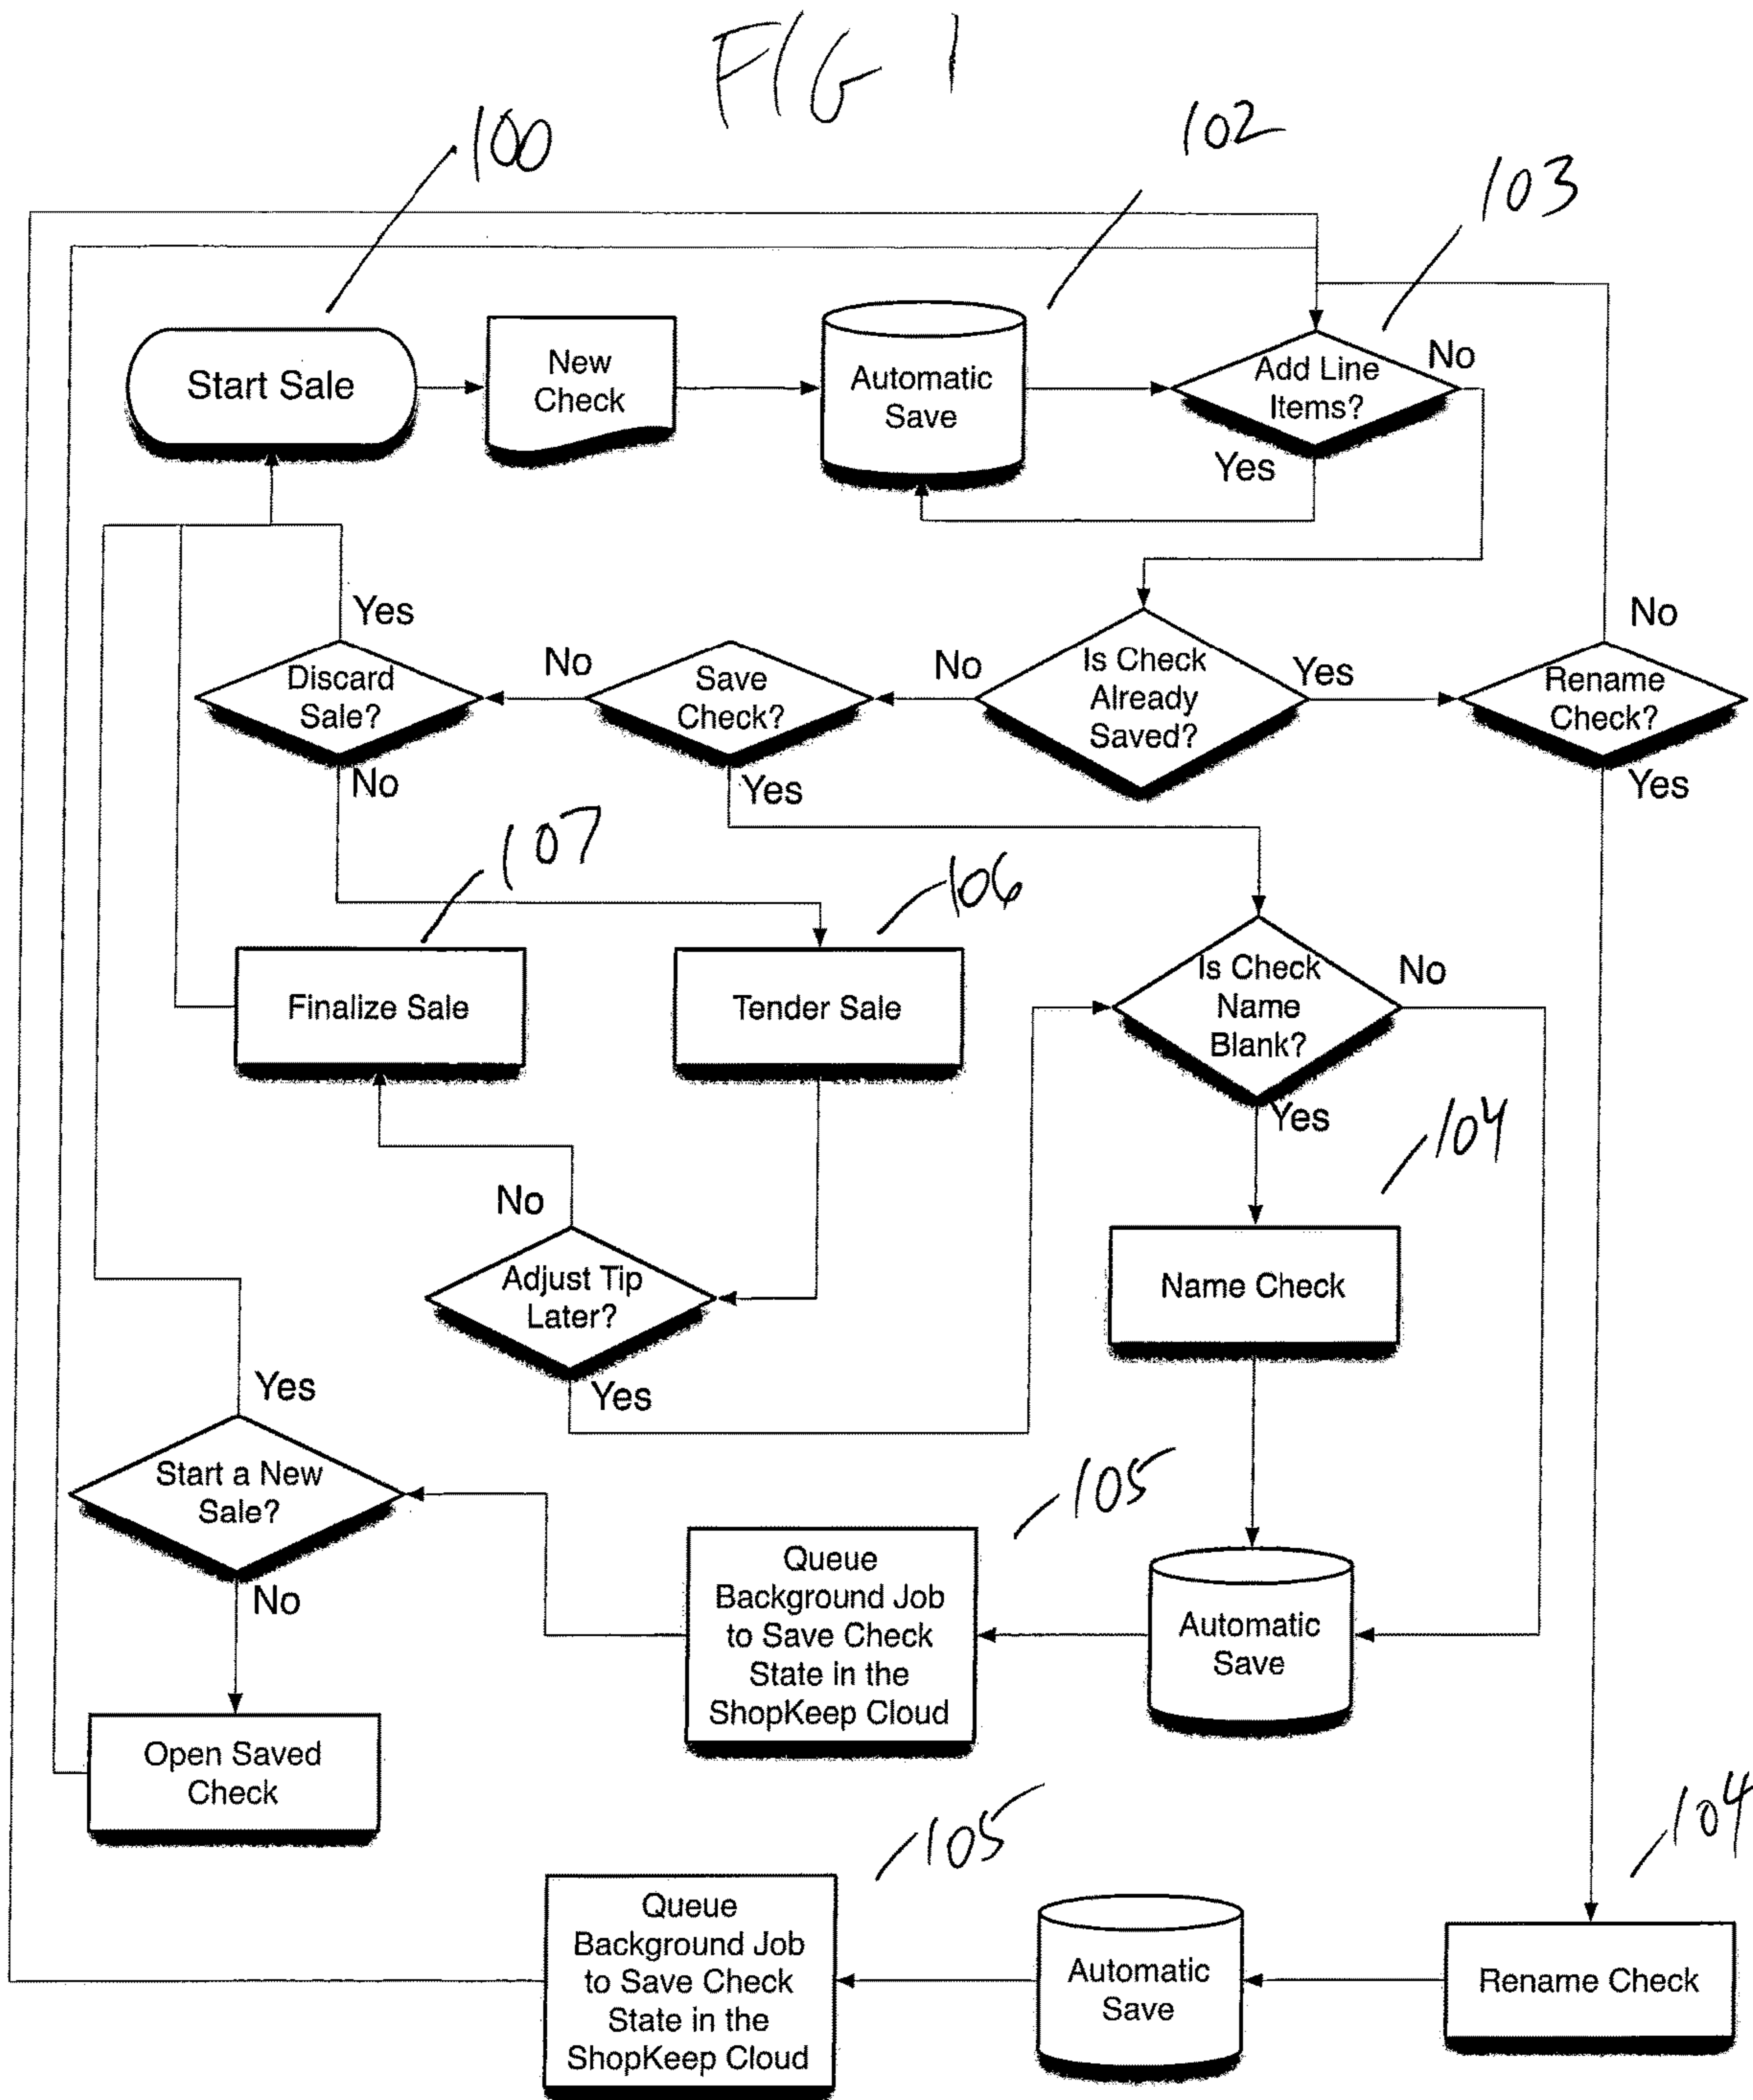 FIG 1
100
102
103
Start Sale
New
Check
Automatic
Save
Add Line
Items?
No
Yes
Yes
Discard
Sale?
No
No
Save
Check?
Yes
No
Is Check
Already
Saved?
Yes
No
Rename
Check?
Yes
107
106
Finalize Sale
Tender Sale
Is Check
Name
Blank?
No
Yes
104
Name Check
No
Adjust Tip
Later?
Yes
Yes
Start a New
Sale?
No
105
Queue
Background Job
to Save Check
State in the
ShopKeep Cloud
Automatic
Save
Open Saved
Check
105
Queue
Background Job
to Save Check
State in the
ShopKeep Cloud
Automatic
Save
104
Rename Check